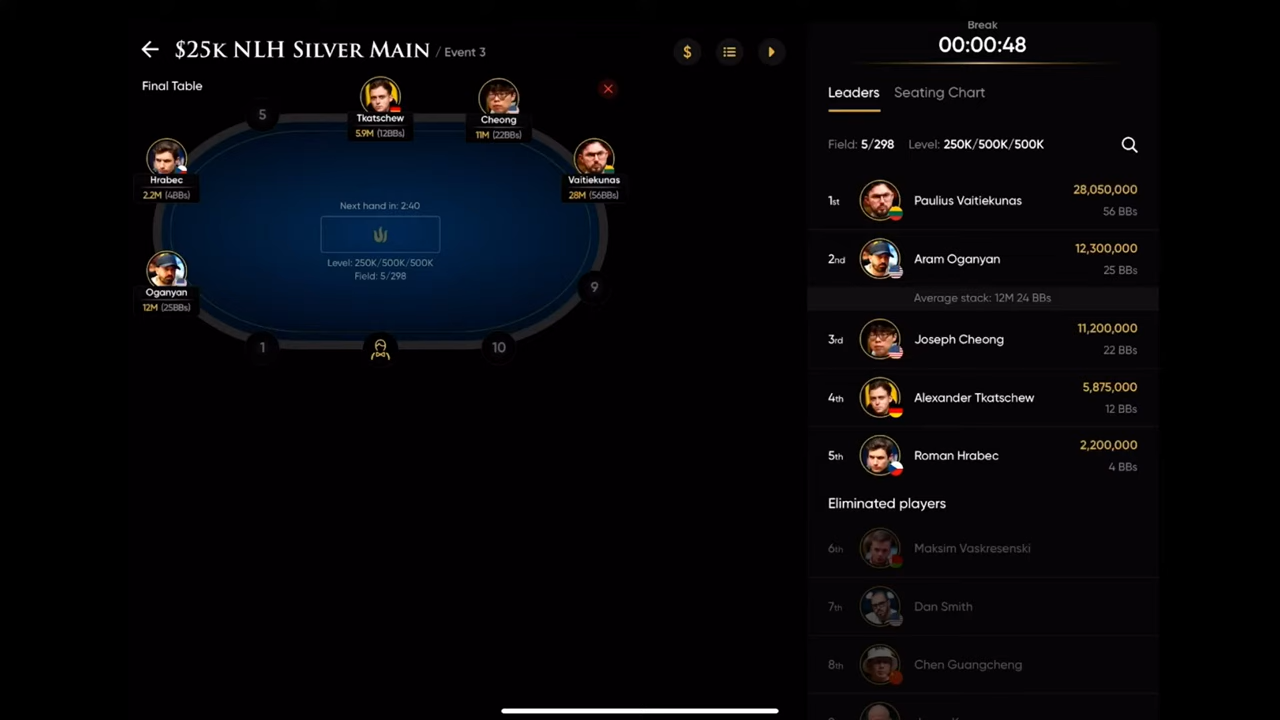 $25K NLH SILVER MAIN / Event 3
Final Table
5
Tkatschew
5.9M (12BBs)
Cheong
11M (22BBs)
Hrabec
2.2M (4BBs)
Vaitiekunas
28M (56BBs)
Next hand in: 2:40
Level: 250K/500K/500K
Field: 5/298
Oganyan
12M (25BBs)
9
1
10
Break
00:00:48
Leaders Seating Chart
Field: 5/298 Level: 250K/500K/500K
1st Paulius Vaitiekunas 28,050,000
56 BBs
2nd Aram Oganyan 12,300,000
25 BBs
Average stack: 12M 24 BBs
3rd Joseph Cheong 11,200,000
22 BBs
4th Alexander Tkatschew 5,875,000
12 BBs
5th Roman Hrabec 2,200,000
4 BBs
Eliminated players
6th Maksim Vaskresenski
7th Dan Smith
8th Chen Guangcheng